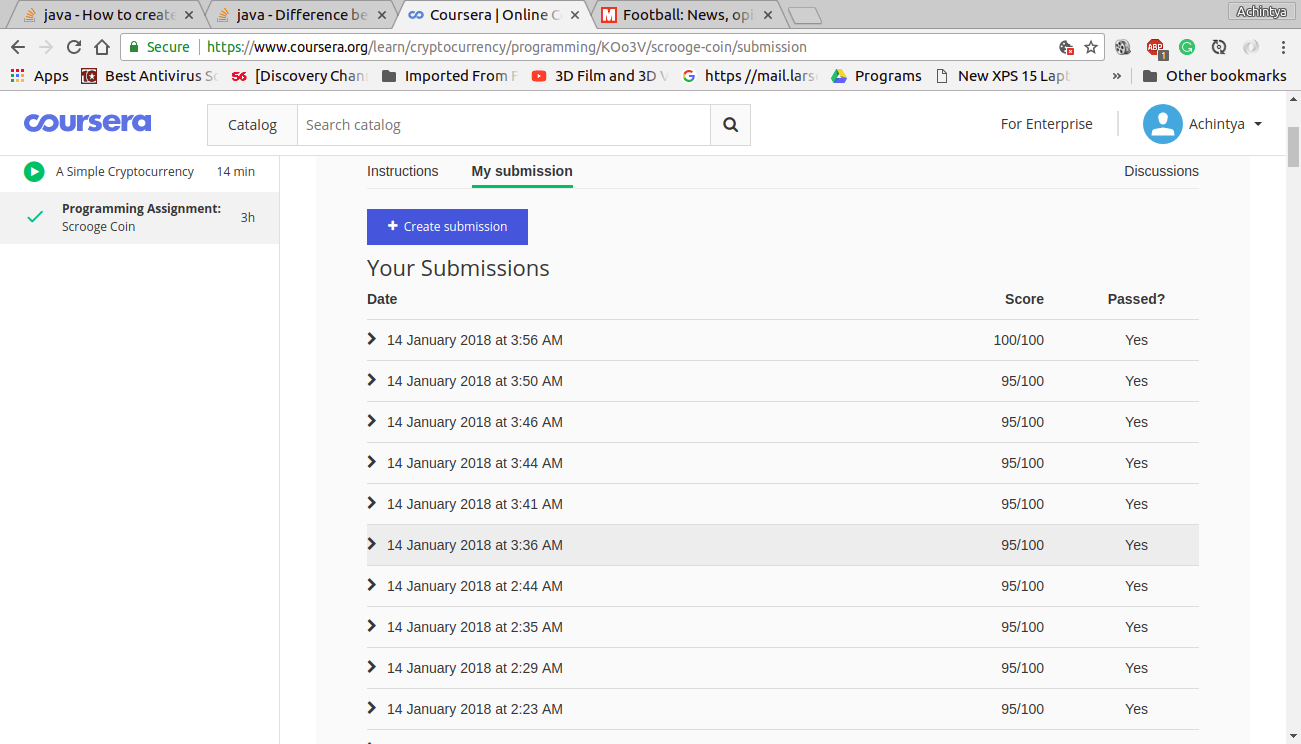 java - How to create
java - Difference be
Coursera | Online C
Football: News, opi
Achintya
Secure
https://www.coursera.org/learn/cryptocurrency/programming/KOo3V/scrooge-coin/submission
ABP
1
Apps
Best Antivirus So
[Discovery Chan
Imported From F
3D Film and 3D V
https //mail.lars
Programs
New XPS 15 Lapt
»
Other bookmarks
coursera
Catalog
Search catalog
For Enterprise
Achintya
A Simple Cryptocurrency 14 min
Programming Assignment:
Scrooge Coin
3h
Instructions
My submission
Discussions
+ Create submission
Your Submissions
Date Score Passed?
14 January 2018 at 3:56 AM 100/100 Yes
14 January 2018 at 3:50 AM 95/100 Yes
14 January 2018 at 3:46 AM 95/100 Yes
14 January 2018 at 3:44 AM 95/100 Yes
14 January 2018 at 3:41 AM 95/100 Yes
14 January 2018 at 3:36 AM 95/100 Yes
14 January 2018 at 2:44 AM 95/100 Yes
14 January 2018 at 2:35 AM 95/100 Yes
14 January 2018 at 2:29 AM 95/100 Yes
14 January 2018 at 2:23 AM 95/100 Yes